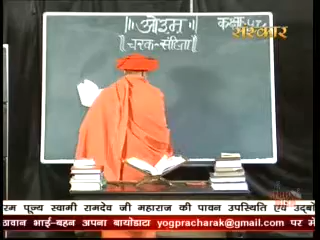 ॥ ओ३म् ॥
कक्षा-
संस्कार
॥ चरक-संहिता ॥
रम पूज्य स्वामी रामदेव जी महाराज की पावन उपस्थिति एवं उद्बो
ठावान भाई-बहन अपना बायोडाटा yogpracharak@gmail.com पर मे